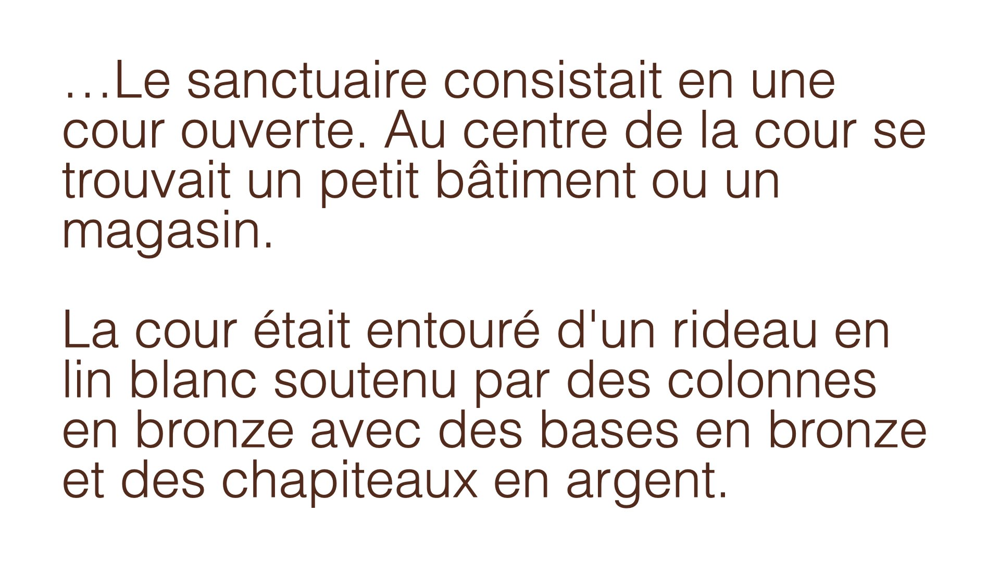 …Le sanctuaire consistait en une
cour ouverte. Au centre de la cour se
trouvait un petit bâtiment ou un
magasin.
La cour était entouré d'un rideau en
lin blanc soutenu par des colonnes
en bronze avec des bases en bronze
et des chapiteaux en argent.